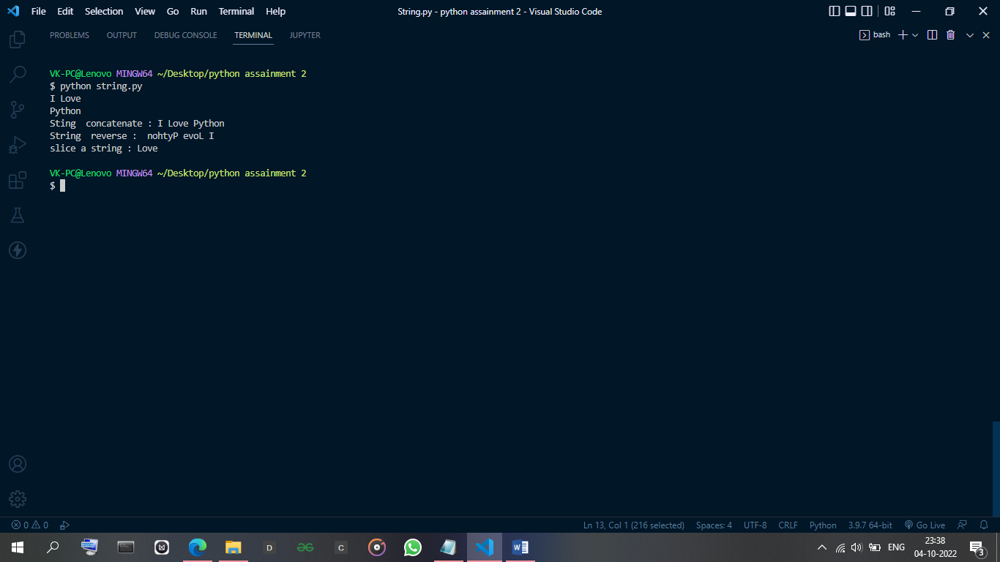 File Edit Selection View Go Run Terminal Help String.py - python assainment 2 - Visual Studio Code
PROBLEMS OUTPUT DEBUG CONSOLE TERMINAL JUPYTER bash
VK-PC@Lenovo MINGW64 ~/Desktop/python assainment 2
$ python string.py
I Love
Python
Sting  concatenate : I Love Python
String  reverse :  nohtyP evoL I
slice a string : Love
VK-PC@Lenovo MINGW64 ~/Desktop/python assainment 2
$
0 0 Ln 13, Col 1 (216 selected) Spaces: 4 UTF-8 CRLF Python 3.9.7 64-bit Go Live
D C W ENG 23:38
04-10-2022 3